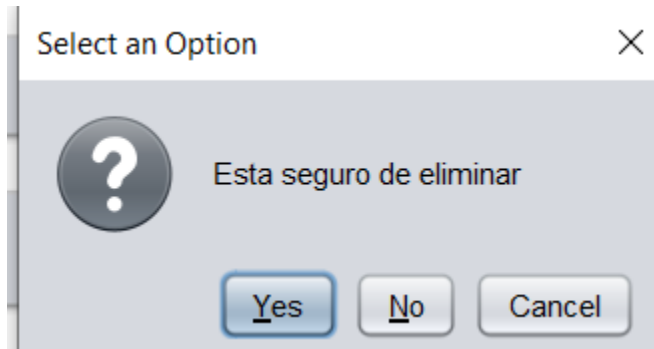 Select an Option
Esta seguro de eliminar
Yes No Cancel